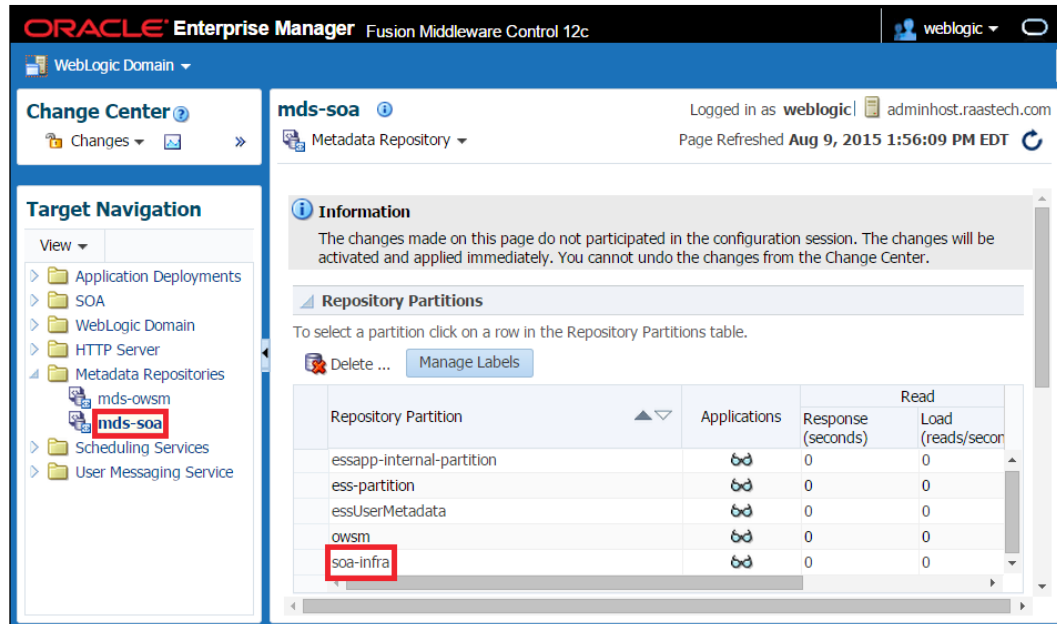 ORACLE Enterprise Manager Fusion Middleware Control 12c
weblogic
WebLogic Domain
Change Center
Changes
»
Target Navigation
View
Application Deployments
SOA
WebLogic Domain
HTTP Server
Metadata Repositories
mds-owsm
mds-soa
Scheduling Services
User Messaging Service
mds-soa
Logged in as weblogic| adminhost.raastech.com
Metadata Repository
Page Refreshed Aug 9, 2015 1:56:09 PM EDT
Information
The changes made on this page do not participated in the configuration session. The changes will be
activated and applied immediately. You cannot undo the changes from the Change Center.
Repository Partitions
To select a partition click on a row in the Repository Partitions table.
Delete ... Manage Labels
Read
Repository Partition Applications Response Load
(seconds) (reads/secon
essapp-internal-partition 0 0
ess-partition 0 0
essUserMetadata 0 0
owsm 0 0
soa-infra 0 0